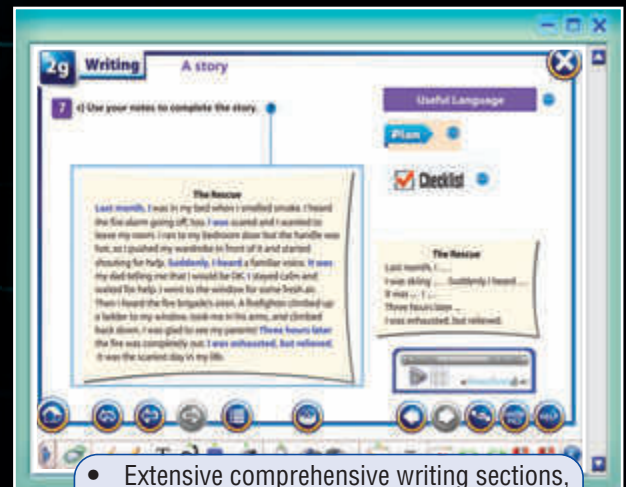 2g Writing A story
7 c) Use your notes to complete the story.
Useful Language
Plan
Checklist
The Rescue
Last month, I was in my bed when I smelled smoke. I heard
the fire alarm going off, too. I was scared and I wanted to
leave my room. I ran to my bedroom door but the handle was
hot, so I pushed my wardrobe in front of it and started
shouting for help. Suddenly, I heard a familiar voice. It was
my dad telling me that I would be OK. I stayed calm and
waited for help. I went to the window for some fresh air.
Then I heard the fire brigade's siren. A firefighter climbed up
a ladder to my window, took me in his arms, and climbed
back down. I was glad to see my parents! Three hours later
the fire was completely out. I was exhausted, but relieved.
It was the scariest day in my life.
The Rescue
Last month, I ...
I was skiing ... . Suddenly I heard ...
It was ... I ...
Three hours later ...
I was exhausted, but relieved.
• Extensive comprehensive writing sections,